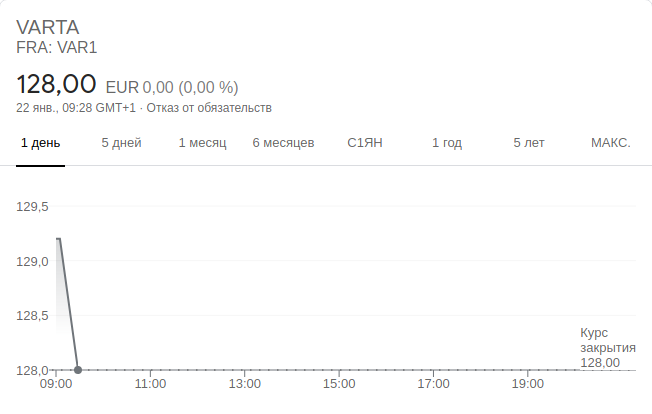 VARTA
FRA: VAR1
128,00 EUR 0,00 (0,00 %)
22 янв., 09:28 GMT+1 · Отказ от обязательств
1 день 5 дней 1 месяц 6 месяцев С1ЯН 1 год 5 лет МАКС.
129,5
129,0
128,5
Курс
закрытия
128,00
128,0
09:00 11:00 13:00 15:00 17:00 19:00